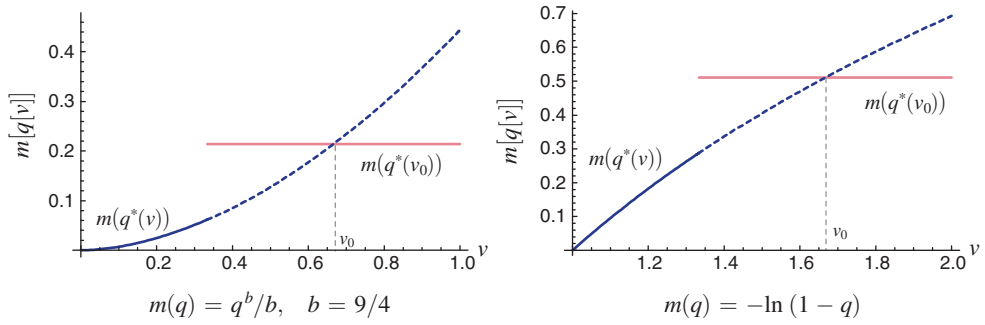 m[q[v]]
0.4
0.3
0.2
0.1
m(q*(v))
m(q*(v₀))
v₀
0.2 0.4 0.6 0.8 1.0 v
m(q) = qᵇ/b, b = 9/4
m[q[v]]
0.7
0.6
0.5
0.4
0.3
0.2
0.1
m(q*(v))
m(q*(v₀))
v₀
1.2 1.4 1.6 1.8 2.0 v
m(q) = −ln (1 − q)